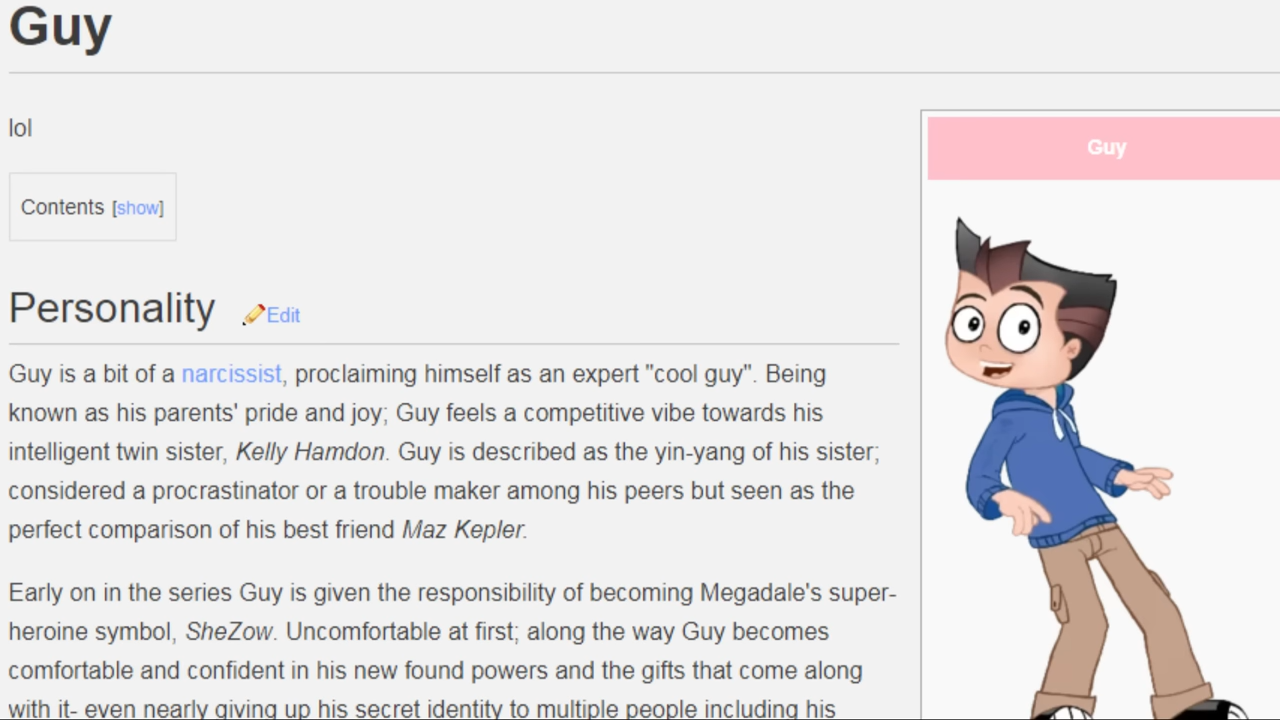 Guy
lol
Guy
Contents [show]
Personality Edit
Guy is a bit of a narcissist, proclaiming himself as an expert "cool guy". Being
known as his parents' pride and joy; Guy feels a competitive vibe towards his
intelligent twin sister, Kelly Hamdon. Guy is described as the yin-yang of his sister;
considered a procrastinator or a trouble maker among his peers but seen as the
perfect comparison of his best friend Maz Kepler.
Early on in the series Guy is given the responsibility of becoming Megadale's super-
heroine symbol, SheZow. Uncomfortable at first; along the way Guy becomes
comfortable and confident in his new found powers and the gifts that come along
with it- even nearly giving up his secret identity to multiple people including his